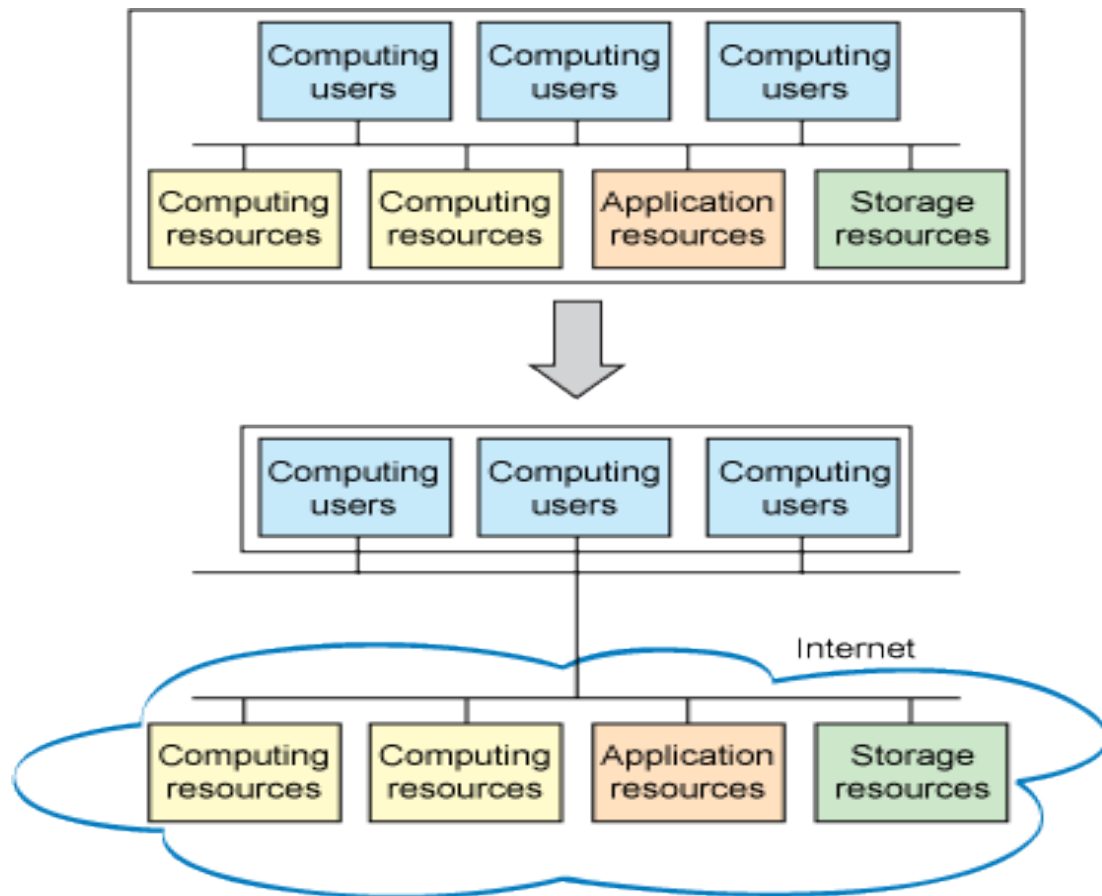 Computing
users
Computing
users
Computing
users
Computing
resources
Computing
resources
Application
resources
Storage
resources
Computing
users
Computing
users
Computing
users
Internet
Computing
resources
Computing
resources
Application
resources
Storage
resources